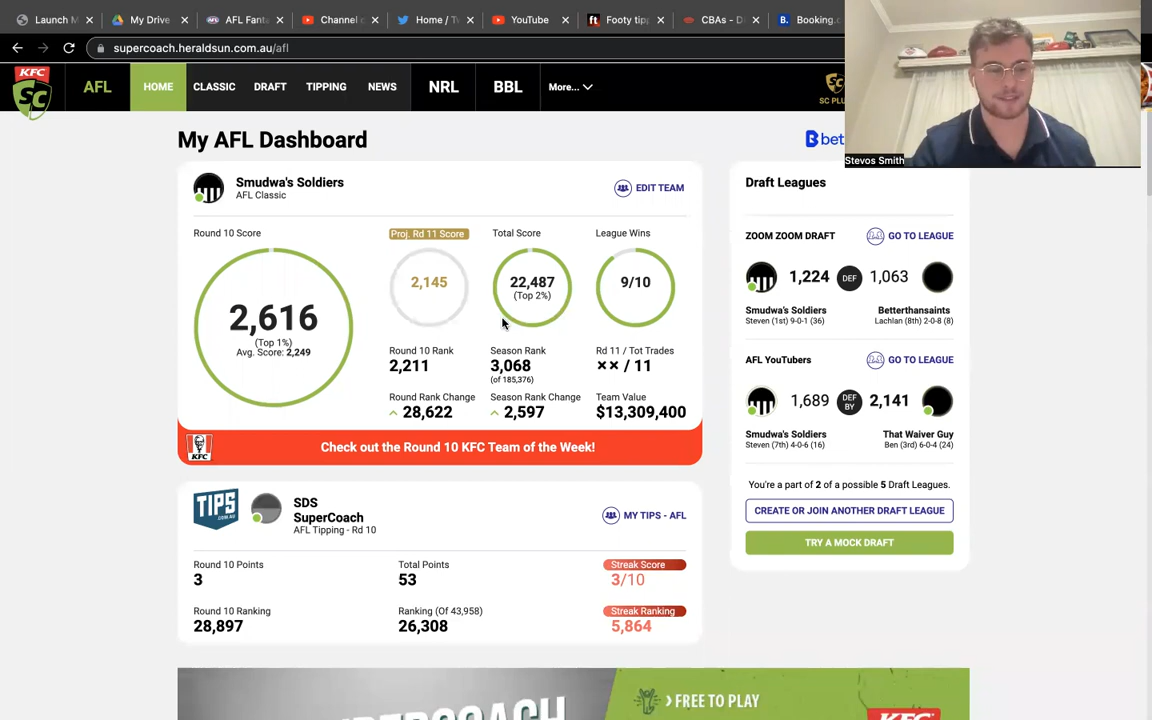 Launch M
My Drive
AFL Fant
Channel
Home / Tw
YouTube
Footy tip
CBAs - D
Booking.c
supercoach.heraldsun.com.au/afl
KFC
SC
AFL
HOME
CLASSIC
DRAFT
TIPPING
NEWS
NRL
BBL
More...
SC PLU
Stevos Smith
My AFL Dashboard
bet
Smudwa's Soldiers
AFL Classic
EDIT TEAM
Round 10 Score
2,616
(Top 1%)
Avg. Score: 2,249
Proj. Rd 11 Score
2,145
Total Score
22,487
(Top 2%)
League Wins
9/10
Round 10 Rank
2,211
Season Rank
3,068
(of 185,376)
Rd 11 / Tot Trades
×× / 11
Round Rank Change
28,622
Season Rank Change
2,597
Team Value
$13,309,400
KFC
Check out the Round 10 KFC Team of the Week!
Draft Leagues
ZOOM ZOOM DRAFT
GO TO LEAGUE
1,224
DEF
1,063
Smudwa's Soldiers
Steven (1st) 9-0-1 (36)
Betterthansaints
Lachlan (8th) 2-0-8 (8)
AFL YouTubers
GO TO LEAGUE
1,689
DEF
BY
2,141
Smudwa's Soldiers
Steven (7th) 4-0-6 (16)
That Waiver Guy
Ben (3rd) 6-0-4 (24)
You're a part of 2 of a possible 5 Draft Leagues.
CREATE OR JOIN ANOTHER DRAFT LEAGUE
TRY A MOCK DRAFT
TIPS
SDS
SuperCoach
AFL Tipping - Rd 10
MY TIPS - AFL
Round 10 Points
3
Total Points
53
Streak Score
3/10
Round 10 Ranking
28,897
Ranking (Of 43,958)
26,308
Streak Ranking
5,864
SUPERCOACH
FREE TO PLAY
KFC